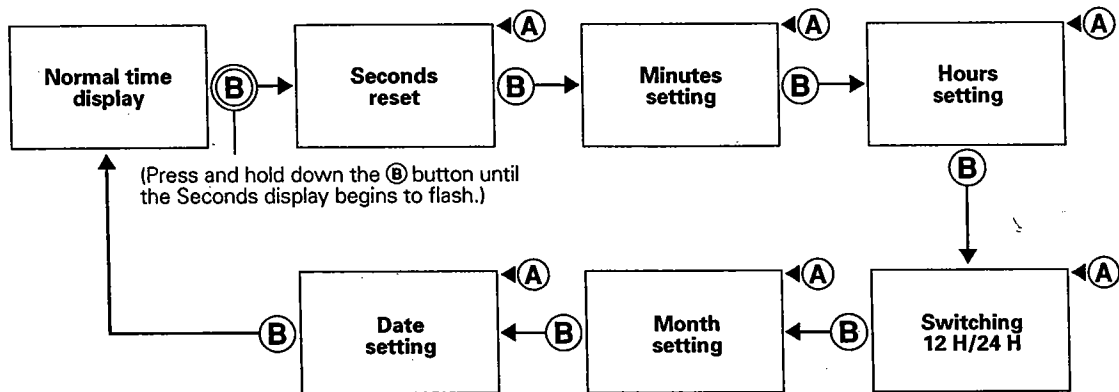 Normal time
display
B
Seconds
reset
A
B
Minutes
setting
A
B
Hours
setting
A
B
(Press and hold down the Ⓑ button until
the Seconds display begins to flash.)
Switching
12 H/24 H
A
B
Month
setting
A
B
Date
setting
A
B